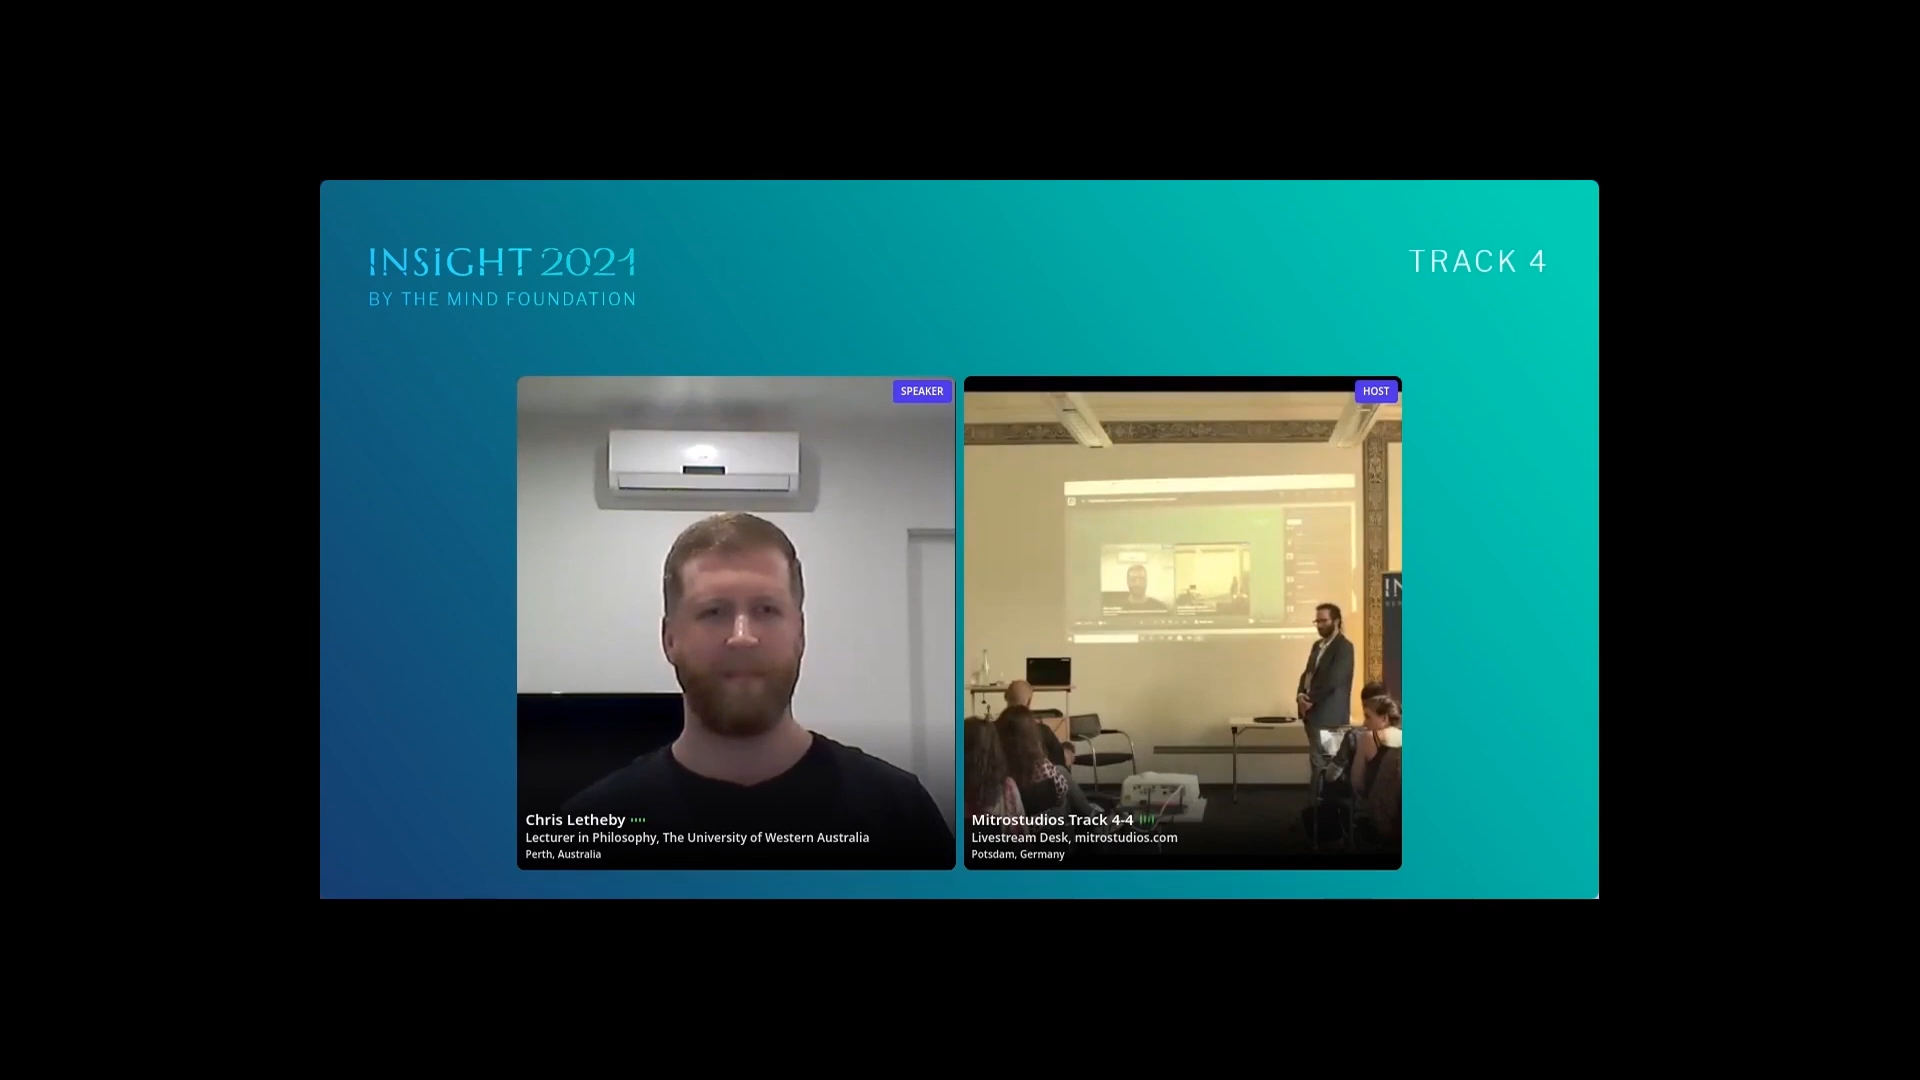 INSIGHT 2021
BY THE MIND FOUNDATION
TRACK 4
SPEAKER
Chris Letheby
Lecturer in Philosophy, The University of Western Australia
Perth, Australia
HOST
Mitrostudios Track 4-4
Livestream Desk, mitrostudios.com
Potsdam, Germany